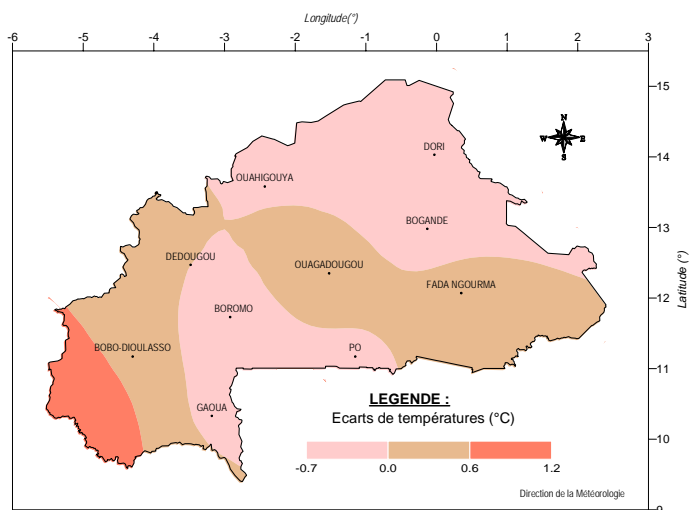 Longitude(°)
-6 -5 -4 -3 -2 -1 0 1 2 3
15
14
13
12
11
10
9
Latitude (°)
N
W E
S
DORI
OUAHIGOUYA
BOGANDE
DEDOUGOU
OUAGADOUGOU
FADA NGOURMA
BOROMO
BOBO-DIOULASSO
PO
GAOUA
LEGENDE :
Ecarts de températures (°C)
-0.7 0.0 0.6 1.2
Direction de la Météorologie